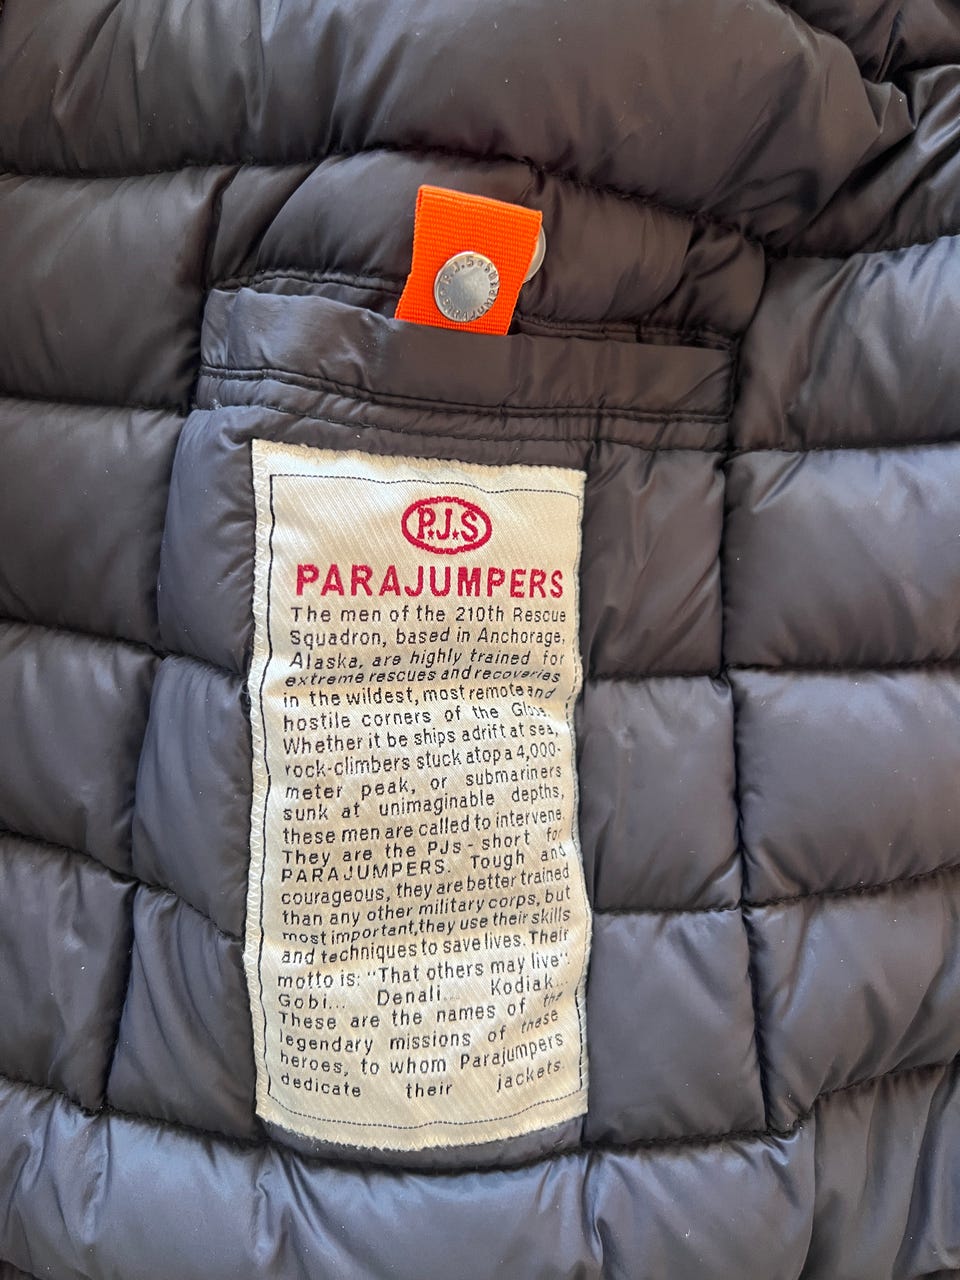 P.J.S PARAJUMPERS
P.J.S
PARAJUMPERS
The men of the 210th Rescue
Squadron, based in Anchorage,
Alaska, are highly trained for
extreme rescues and recoveries
in the wildest, most remote and
hostile corners of the Globe.
Whether it be ships adrift at sea,
rock-climbers stuck atop a 4,000-
meter peak, or submariners
sunk at unimaginable depths,
these men are called to intervene.
They are the PJs - short for
PARAJUMPERS. Tough and
courageous, they are better trained
than any other military corps, but
most important, they use their skills
and techniques to save lives. Their
motto is: "That others may live".
Gobi... Denali... Kodiak...
These are the names of the
legendary missions of these
heroes, to whom Parajumpers
dedicate their jackets.